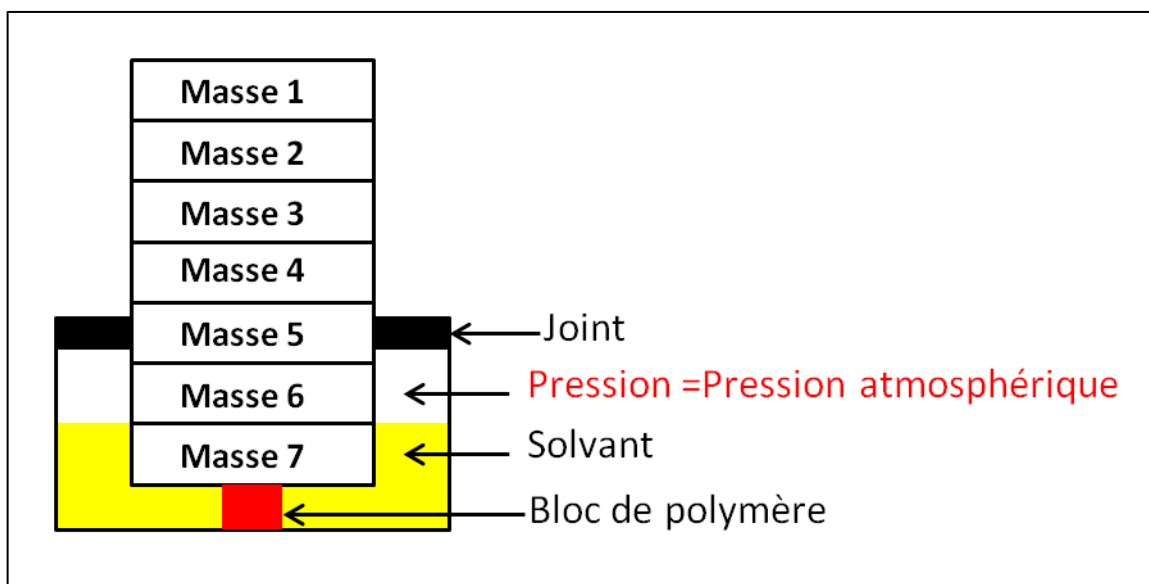 Masse 1
Masse 2
Masse 3
Masse 4
Masse 5
Joint
Masse 6
Pression =Pression atmosphérique
Masse 7
Solvant
Bloc de polymère